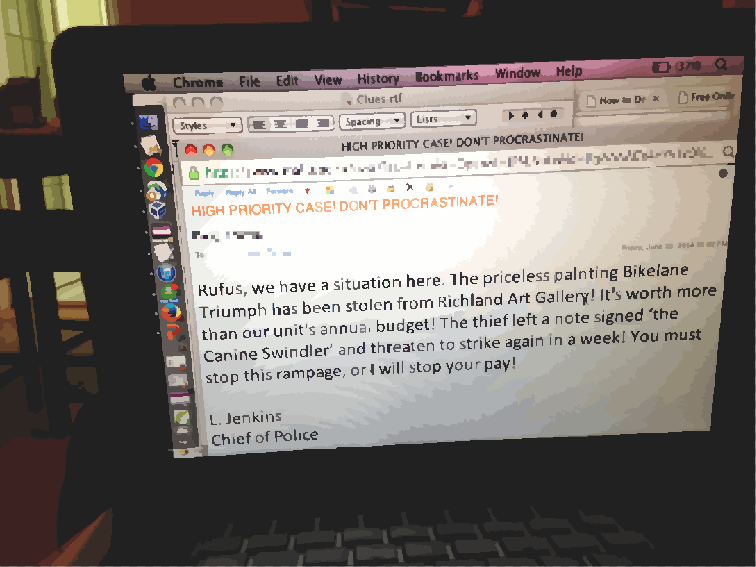 Chrome File Edit View History Bookmarks Window Help
Clues rtf
Styles Spacing Lists
HIGH PRIORITY CASE! DON'T PROCRASTINATE!
Reply Reply All Forward
HIGH PRIORITY CASE! DON'T PROCRASTINATE!
To
Rufus, we have a situation here. The priceless painting Bikelane
Triumph has been stolen from Richland Art Gallery! It's worth more
than our unit's annual budget! The thief left a note signed 'the
Canine Swindler' and threaten to strike again in a week! You must
stop this rampage, or I will stop your pay!
L. Jenkins
Chief of Police